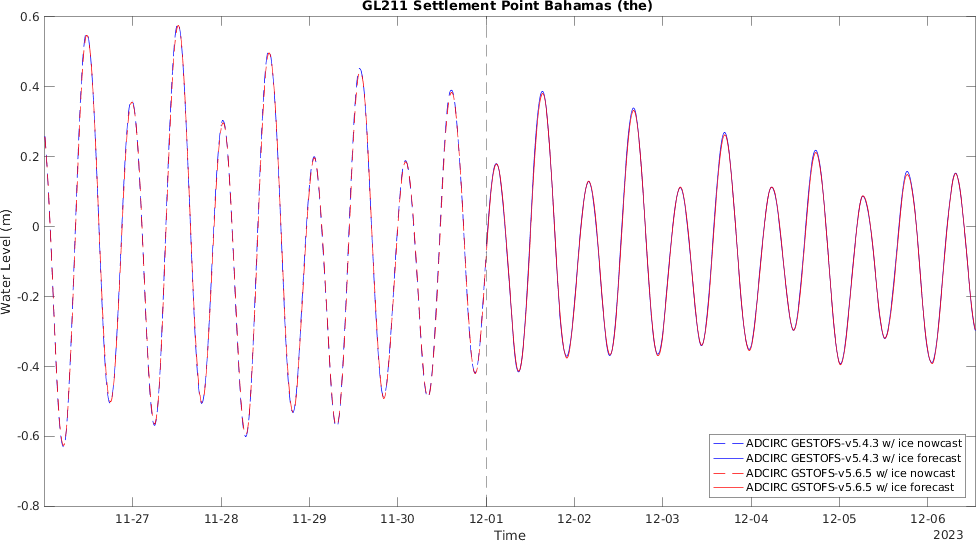 GL211 Settlement Point Bahamas (the)
0.6
0.4
0.2
0
-0.2
-0.4
-0.6
-0.8
Water Level (m)
ADCIRC GESTOFS-v5.4.3 w/ ice nowcast
ADCIRC GESTOFS-v5.4.3 w/ ice forecast
ADCIRC GSTOFS-v5.6.5 w/ ice nowcast
ADCIRC GSTOFS-v5.6.5 w/ ice forecast
11-27 11-28 11-29 11-30 12-01 12-02 12-03 12-04 12-05 12-06
Time
2023